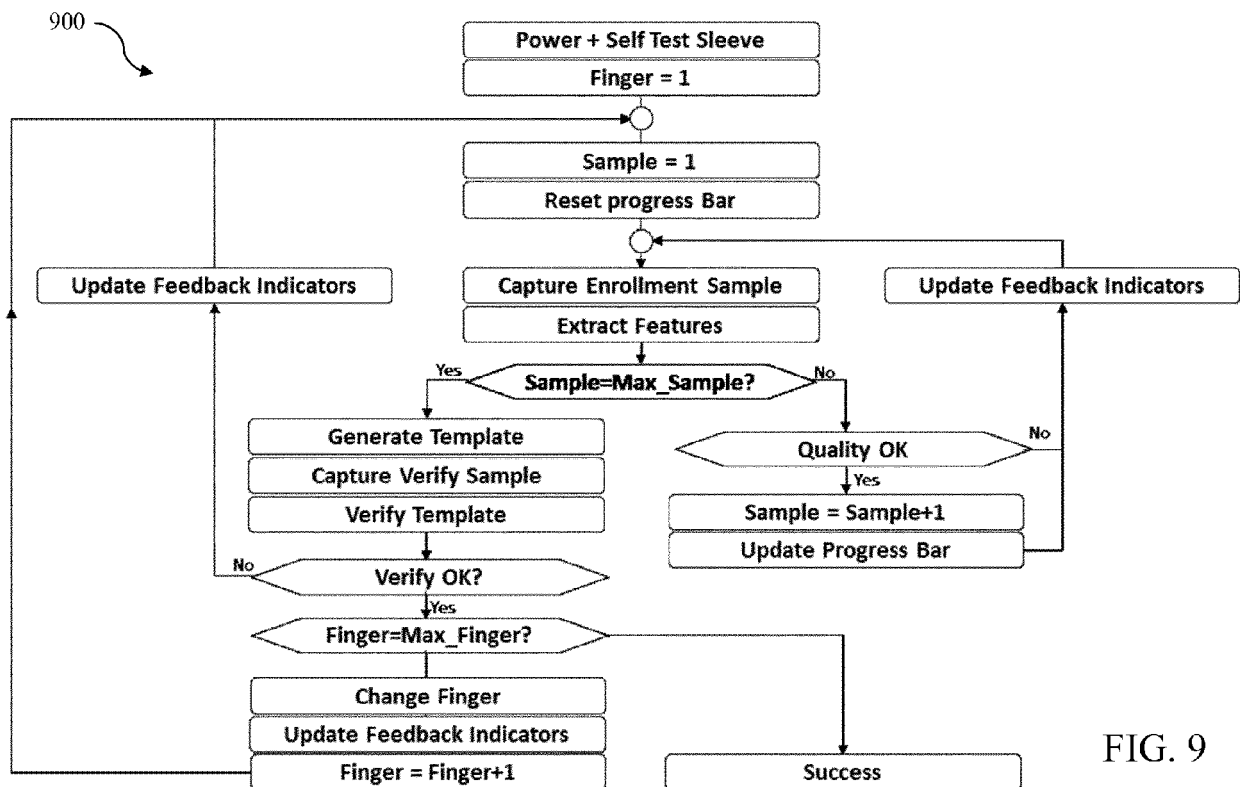 900
Power + Self Test Sleeve
Finger = 1
Sample = 1
Reset progress Bar
Update Feedback Indicators
Capture Enrollment Sample
Update Feedback Indicators
Extract Features
Yes
Sample=Max_Sample?
No
Generate Template
Quality OK
No
Capture Verify Sample
Yes
Verify Template
Sample = Sample+1
Update Progress Bar
No
Verify OK?
Yes
Finger=Max_Finger?
Change Finger
Update Feedback Indicators
Finger = Finger+1
Success
FIG. 9